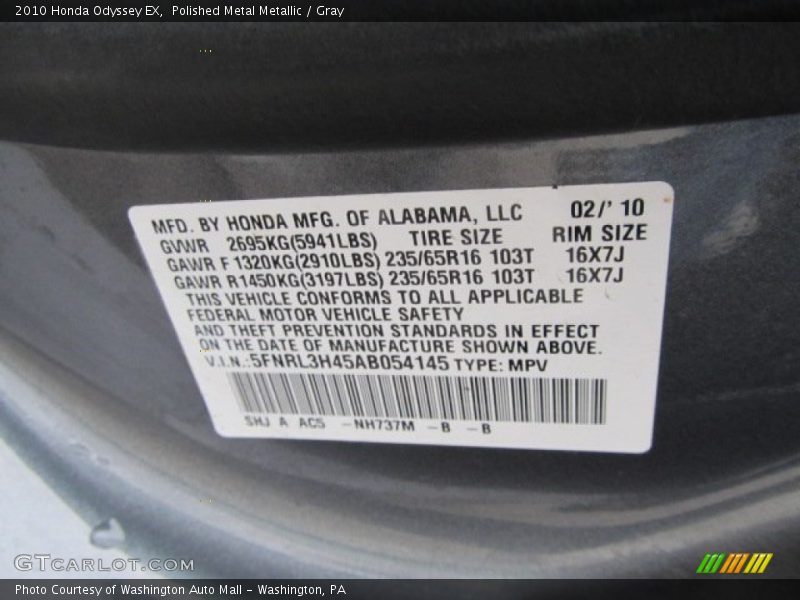 2010 Honda Odyssey EX,  Polished Metal Metallic / Gray
MFD. BY HONDA MFG. OF ALABAMA, LLC 02/' 10
GVWR 2695KG(5941LBS) TIRE SIZE RIM SIZE
GAWR F 1320KG(2910LBS) 235/65R16 103T 16X7J
GAWR R1450KG(3197LBS) 235/65R16 103T 16X7J
THIS VEHICLE CONFORMS TO ALL APPLICABLE
FEDERAL MOTOR VEHICLE SAFETY
AND THEFT PREVENTION STANDARDS IN EFFECT
ON THE DATE OF MANUFACTURE SHOWN ABOVE.
V.I.N.:5FNRL3H45AB054145 TYPE: MPV
SHJ A AC5 -NH737M -B -B
GTCARLOT.COM
Photo Courtesy of Washington Auto Mall - Washington, PA